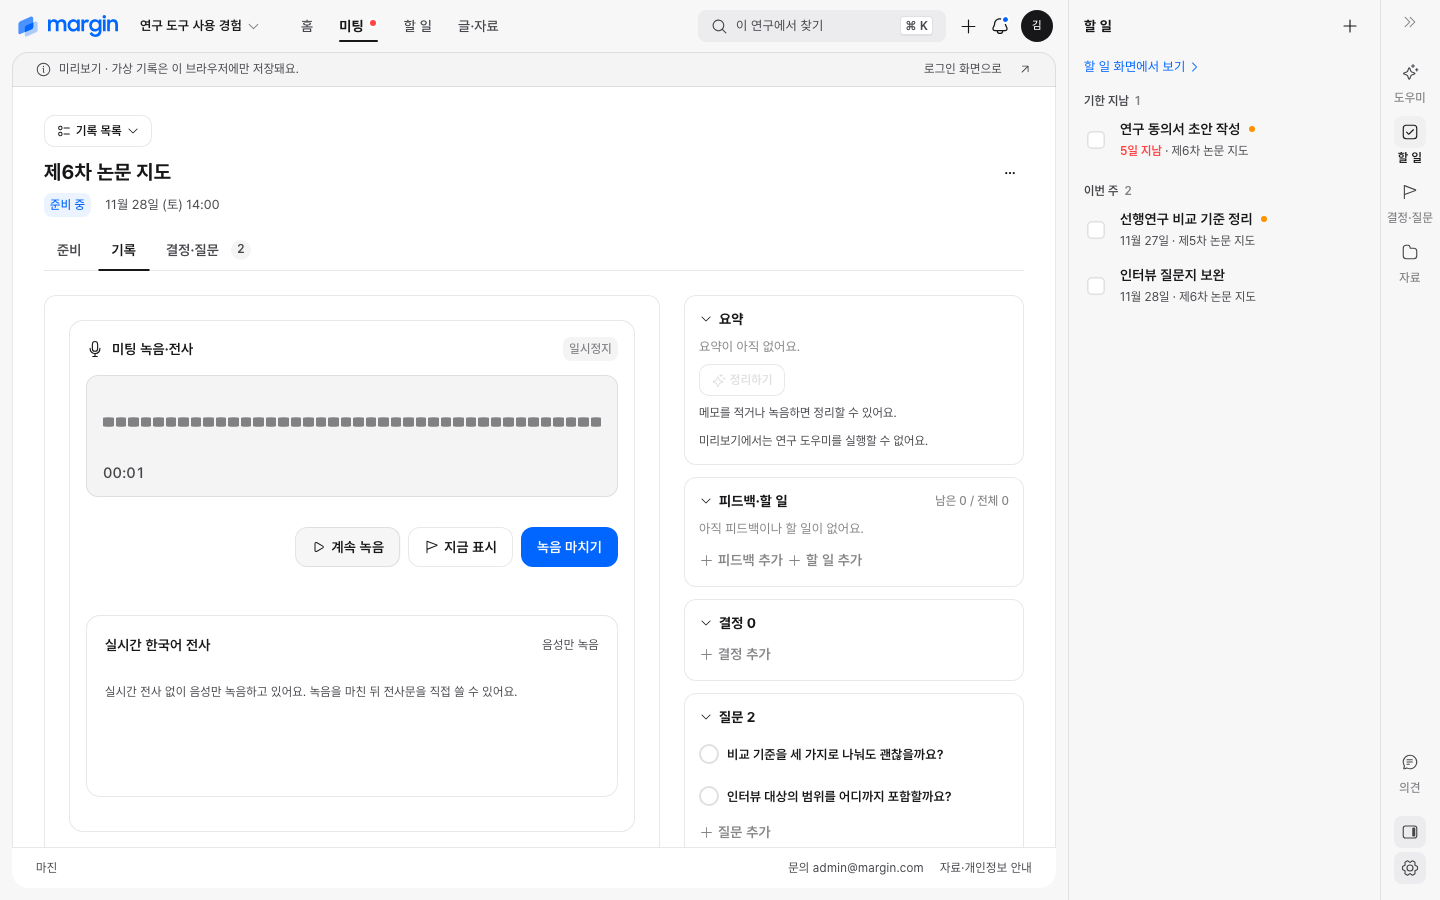 margin
연구 도구 사용 경험
홈
미팅
할 일
글·자료
이 연구에서 찾기
⌘ K
김
미리보기 · 가상 기록은 이 브라우저에만 저장돼요.
로그인 화면으로
기록 목록
제6차 논문 지도
준비 중
11월 28일 (토) 14:00
준비
기록
결정·질문 2
미팅 녹음·전사
일시정지
00:01
계속 녹음
지금 표시
녹음 마치기
실시간 한국어 전사
음성만 녹음
실시간 전사 없이 음성만 녹음하고 있어요. 녹음을 마친 뒤 전사문을 직접 쓸 수 있어요.
요약
요약이 아직 없어요.
정리하기
메모를 적거나 녹음하면 정리할 수 있어요.
미리보기에서는 연구 도우미를 실행할 수 없어요.
피드백·할 일
남은 0 / 전체 0
아직 피드백이나 할 일이 없어요.
피드백 추가
할 일 추가
결정 0
결정 추가
질문 2
비교 기준을 세 가지로 나눠도 괜찮을까요?
인터뷰 대상의 범위를 어디까지 포함할까요?
질문 추가
마진
문의 admin@margin.com
자료·개인정보 안내
할 일
할 일 화면에서 보기
기한 지남 1
연구 동의서 초안 작성
5일 지남 · 제6차 논문 지도
이번 주 2
선행연구 비교 기준 정리
11월 27일 · 제5차 논문 지도
인터뷰 질문지 보완
11월 28일 · 제6차 논문 지도
도우미
할 일
결정·질문
자료
의견